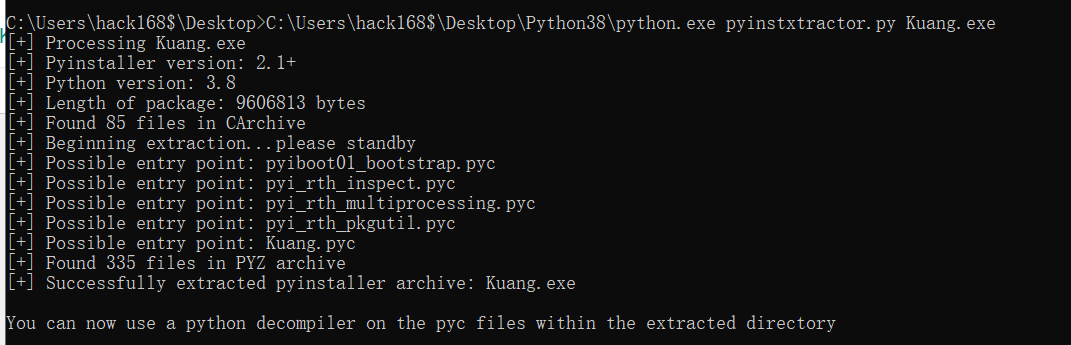 C:\Users\hack168$\Desktop>C:\Users\hack168$\Desktop\Python38\python.exe pyinstxtractor.py Kuang.exe
[+] Processing Kuang.exe
[+] Pyinstaller version: 2.1+
[+] Python version: 3.8
[+] Length of package: 9606813 bytes
[+] Found 85 files in CArchive
[+] Beginning extraction...please standby
[+] Possible entry point: pyiboot01_bootstrap.pyc
[+] Possible entry point: pyi_rth_inspect.pyc
[+] Possible entry point: pyi_rth_multiprocessing.pyc
[+] Possible entry point: pyi_rth_pkgutil.pyc
[+] Possible entry point: Kuang.pyc
[+] Found 335 files in PYZ archive
[+] Successfully extracted pyinstaller archive: Kuang.exe
You can now use a python decompiler on the pyc files within the extracted directory